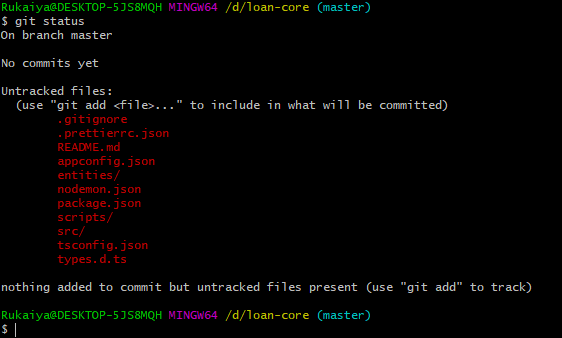 Rukaiya@DESKTOP-5JS8MQH MINGW64 /d/loan-core (master)
$ git status
On branch master
No commits yet
Untracked files:
(use "git add <file>..." to include in what will be committed)
.gitignore
.prettierrc.json
README.md
appconfig.json
entities/
nodemon.json
package.json
scripts/
src/
tsconfig.json
types.d.ts
nothing added to commit but untracked files present (use "git add" to track)
Rukaiya@DESKTOP-5JS8MQH MINGW64 /d/loan-core (master)
$